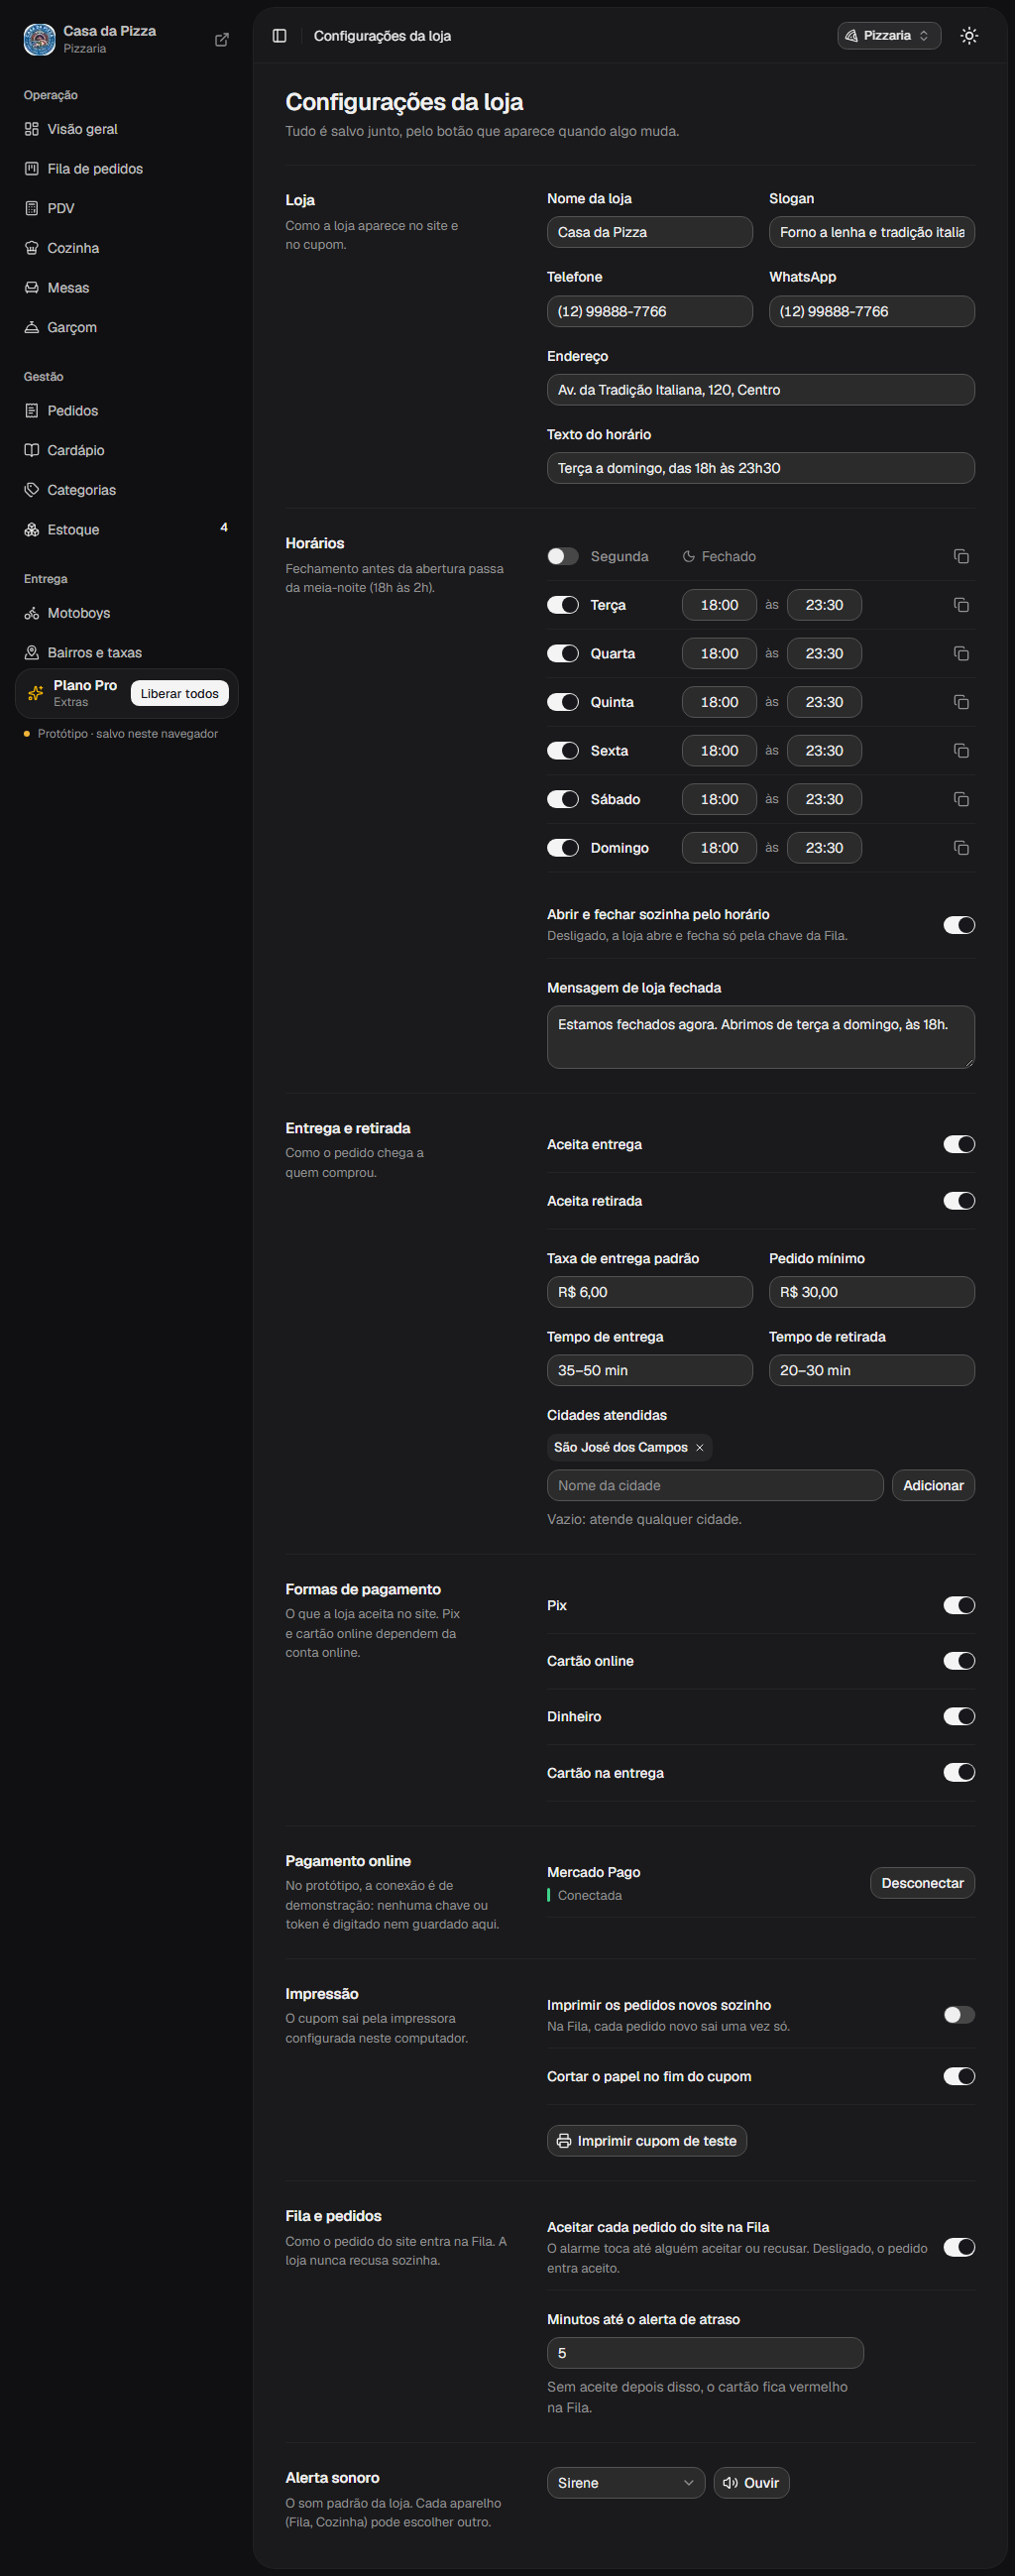 Casa da Pizza
Pizzaria
Operação
Visão geral
Fila de pedidos
PDV
Cozinha
Mesas
Garçom
Gestão
Pedidos
Cardápio
Categorias
Estoque 4
Entrega
Motoboys
Bairros e taxas
Plano Pro
Extras
Liberar todos
Protótipo · salvo neste navegador
Configurações da loja
Pizzaria
Configurações da loja
Tudo é salvo junto, pelo botão que aparece quando algo muda.
Loja
Como a loja aparece no site e
no cupom.
Nome da loja Slogan
Casa da Pizza Forno a lenha e tradição italia
Telefone WhatsApp
(12) 99888-7766 (12) 99888-7766
Endereço
Av. da Tradição Italiana, 120, Centro
Texto do horário
Terça a domingo, das 18h às 23h30
Horários
Fechamento antes da abertura passa
da meia-noite (18h às 2h).
Segunda Fechado
Terça 18:00 às 23:30
Quarta 18:00 às 23:30
Quinta 18:00 às 23:30
Sexta 18:00 às 23:30
Sábado 18:00 às 23:30
Domingo 18:00 às 23:30
Abrir e fechar sozinha pelo horário
Desligado, a loja abre e fecha só pela chave da Fila.
Mensagem de loja fechada
Estamos fechados agora. Abrimos de terça a domingo, às 18h.
Entrega e retirada
Como o pedido chega a
quem comprou.
Aceita entrega
Aceita retirada
Taxa de entrega padrão Pedido mínimo
R$ 6,00 R$ 30,00
Tempo de entrega Tempo de retirada
35–50 min 20–30 min
Cidades atendidas
São José dos Campos
Nome da cidade Adicionar
Vazio: atende qualquer cidade.
Formas de pagamento
O que a loja aceita no site. Pix
e cartão online dependem da
conta online.
Pix
Cartão online
Dinheiro
Cartão na entrega
Pagamento online
No protótipo, a conexão é de
demonstração: nenhuma chave ou
token é digitado nem guardado aqui.
Mercado Pago
Conectada
Desconectar
Impressão
O cupom sai pela impressora
configurada neste computador.
Imprimir os pedidos novos sozinho
Na Fila, cada pedido novo sai uma vez só.
Cortar o papel no fim do cupom
Imprimir cupom de teste
Fila e pedidos
Como o pedido do site entra na Fila. A
loja nunca recusa sozinha.
Aceitar cada pedido do site na Fila
O alarme toca até alguém aceitar ou recusar. Desligado, o pedido
entra aceito.
Minutos até o alerta de atraso
5
Sem aceite depois disso, o cartão fica vermelho
na Fila.
Alerta sonoro
O som padrão da loja. Cada aparelho
(Fila, Cozinha) pode escolher outro.
Sirene Ouvir